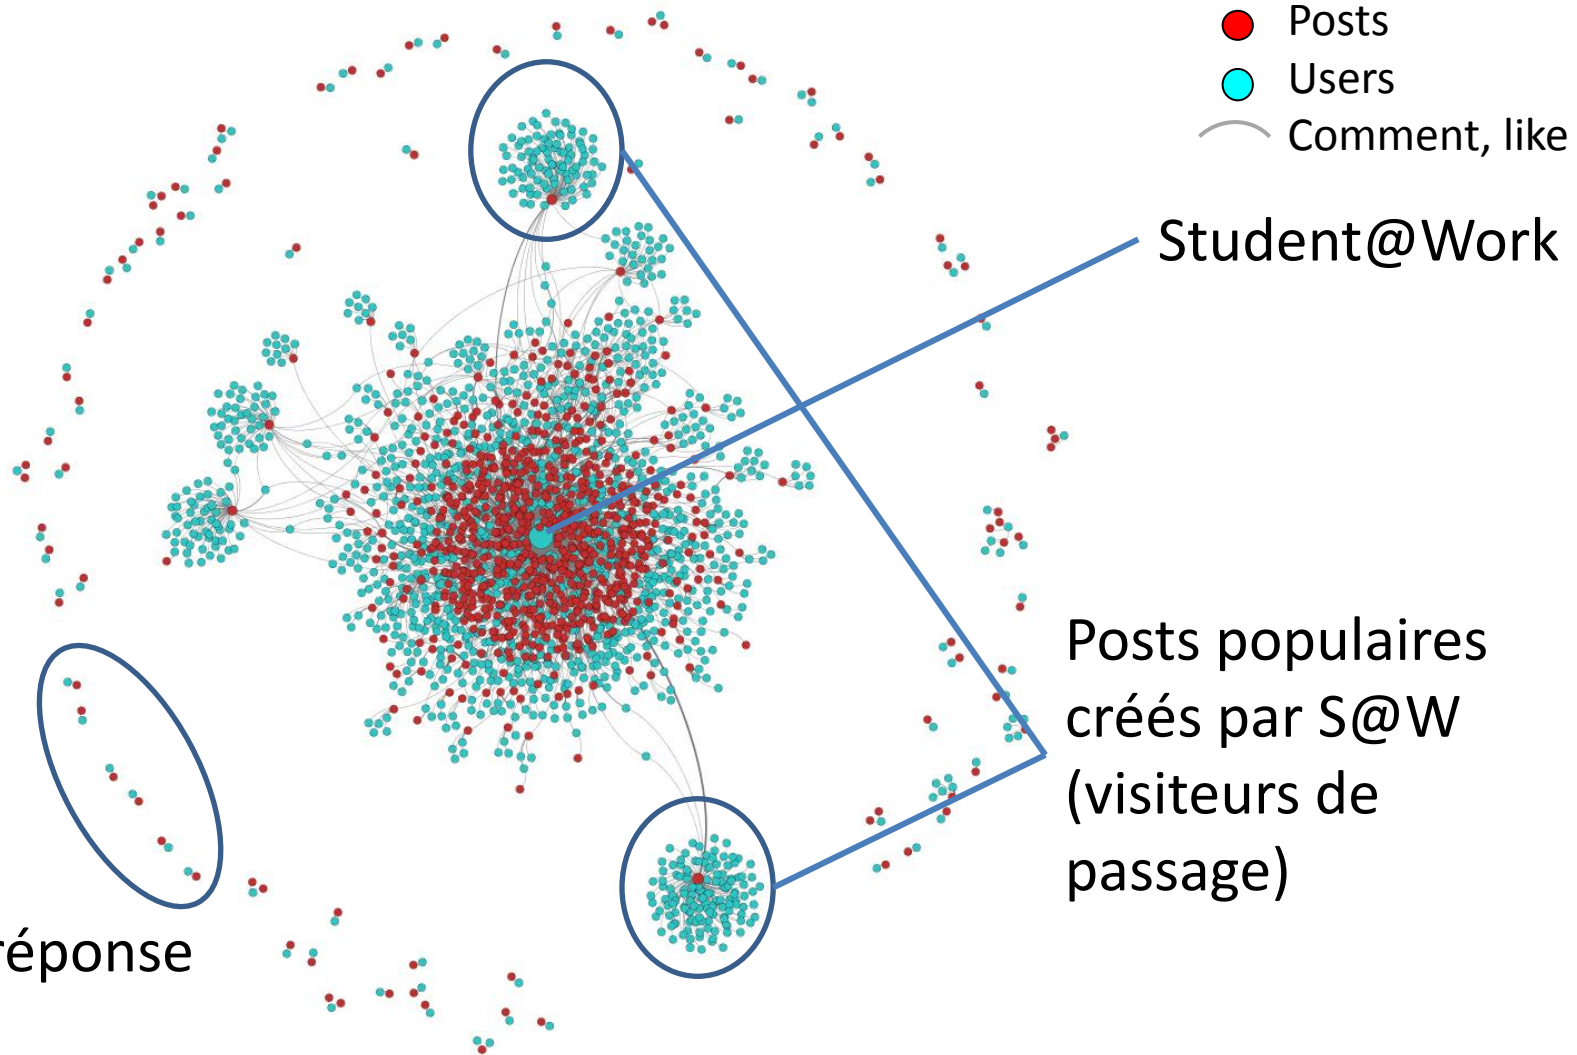 Posts
Users
Comment, like
Student@Work
Posts populaires
créés par S@W
(visiteurs de
passage)
réponse